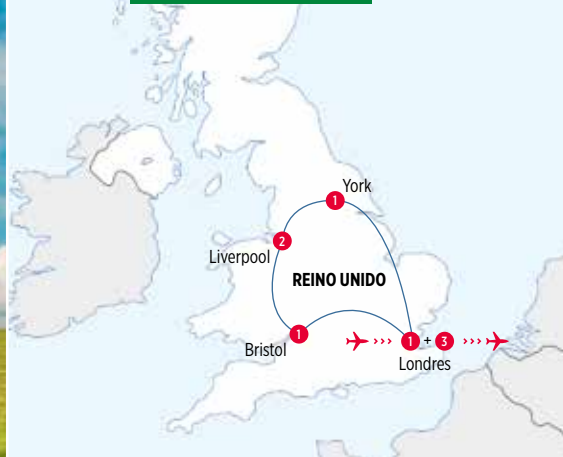 1 York
2
Liverpool
REINO UNIDO
1
Bristol
››› 1 + 3 ›››
Londres